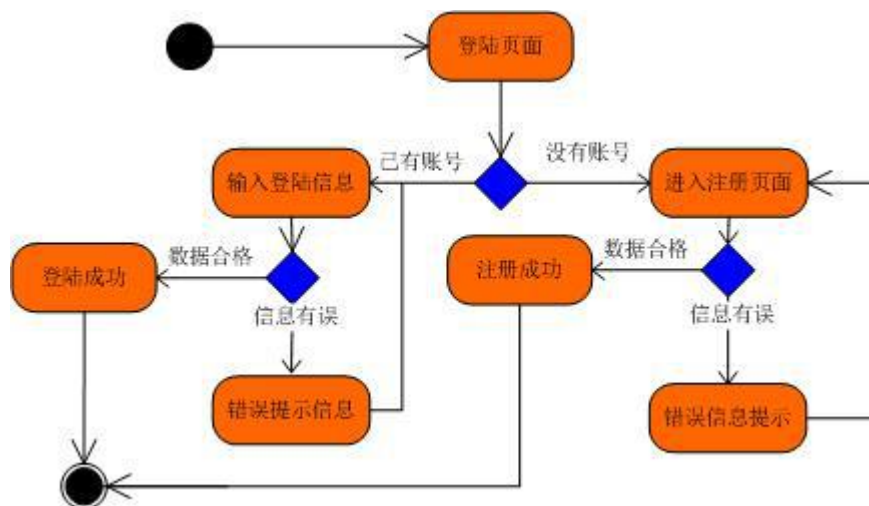 登陆页面
已有账号
没有账号
输入登陆信息
进入注册页面
数据合格
数据合格
登陆成功
注册成功
信息有误
信息有误
错误提示信息
错误信息提示